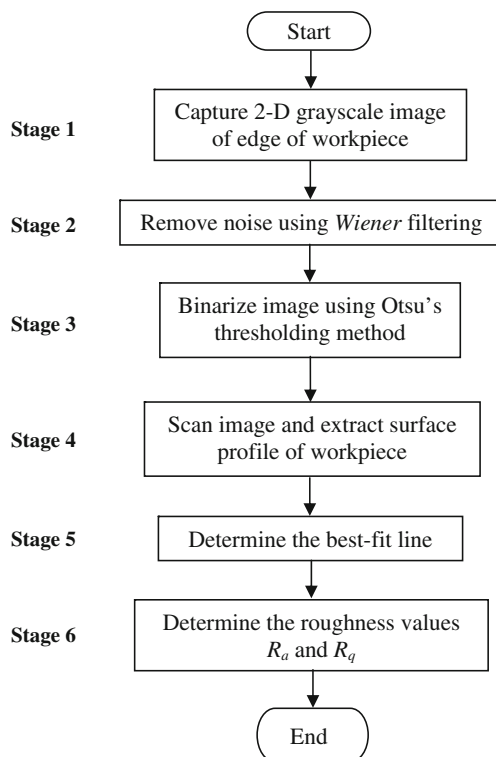 Start
Stage 1
Capture 2-D grayscale image
of edge of workpiece
Stage 2
Remove noise using Wiener filtering
Stage 3
Binarize image using Otsu's
thresholding method
Stage 4
Scan image and extract surface
profile of workpiece
Stage 5
Determine the best-fit line
Stage 6
Determine the roughness values
Ra and Rq
End